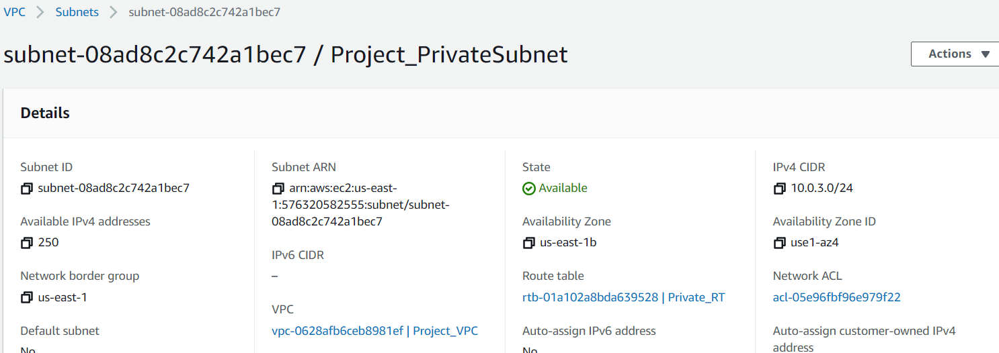 VPC > Subnets > subnet-08ad8c2c742a1bec7
subnet-08ad8c2c742a1bec7 / Project_PrivateSubnet
Actions
Details
Subnet ID
subnet-08ad8c2c742a1bec7
Available IPv4 addresses
250
Network border group
us-east-1
Default subnet
No
Subnet ARN
arn:aws:ec2:us-east-
1:576320582555:subnet/subnet-
08ad8c2c742a1bec7
IPv6 CIDR
–
VPC
vpc-0628afb6ceb8981ef | Project_VPC
State
Available
Availability Zone
us-east-1b
Route table
rtb-01a102a8bda639528 | Private_RT
Auto-assign IPv6 address
No
IPv4 CIDR
10.0.3.0/24
Availability Zone ID
use1-az4
Network ACL
acl-05e96fbf96e979f22
Auto-assign customer-owned IPv4
address